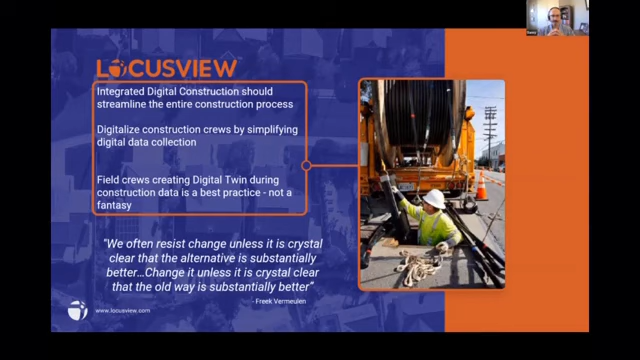 LOCUSVIEW
Integrated Digital Construction should
streamline the entire construction process
Digitalize construction crews by simplifying
digital data collection
Field crews creating Digital Twin during
construction data is a best practice - not a
fantasy
"We often resist change unless it is crystal
clear that the alternative is substantially
better...Change it unless it is crystal clear
that the old way is substantially better"
- Freek Vermeulen
www.locusview.com